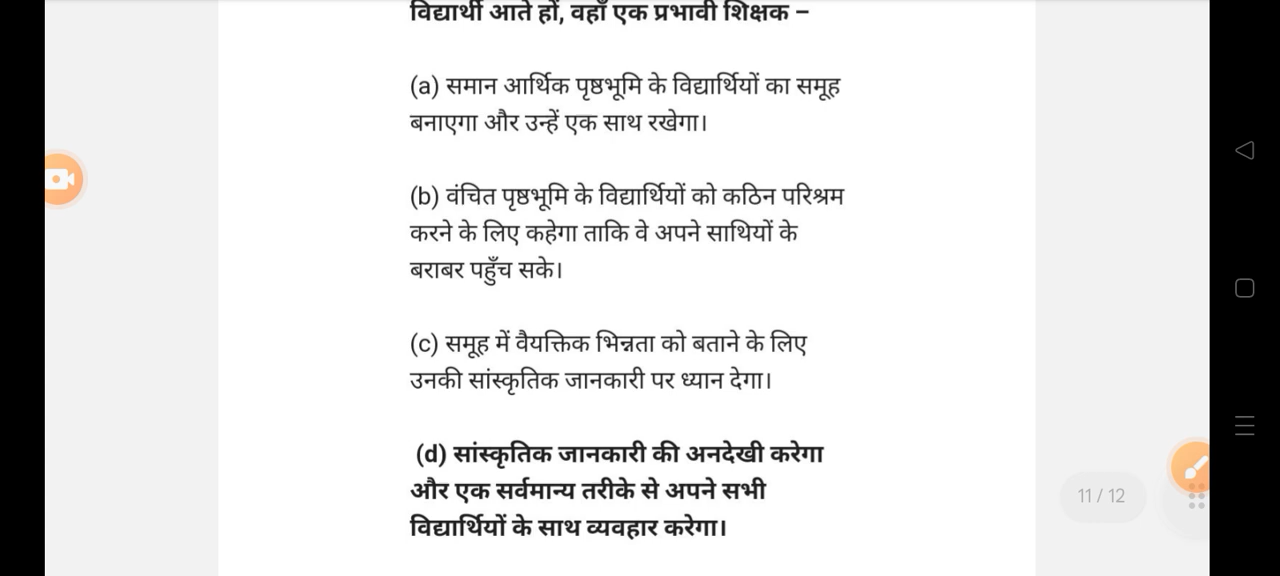 विद्यार्थी आते हों, वहाँ एक प्रभावी शिक्षक –
(a) समान आर्थिक पृष्ठभूमि के विद्यार्थियों का समूह
बनाएगा और उन्हें एक साथ रखेगा।
(b) वंचित पृष्ठभूमि के विद्यार्थियों को कठिन परिश्रम
करने के लिए कहेगा ताकि वे अपने साथियों के
बराबर पहुँच सके।
(c) समूह में वैयक्तिक भिन्नता को बताने के लिए
उनकी सांस्कृतिक जानकारी पर ध्यान देगा।
(d) सांस्कृतिक जानकारी की अनदेखी करेगा
और एक सर्वमान्य तरीके से अपने सभी
विद्यार्थियों के साथ व्यवहार करेगा।
11 / 12